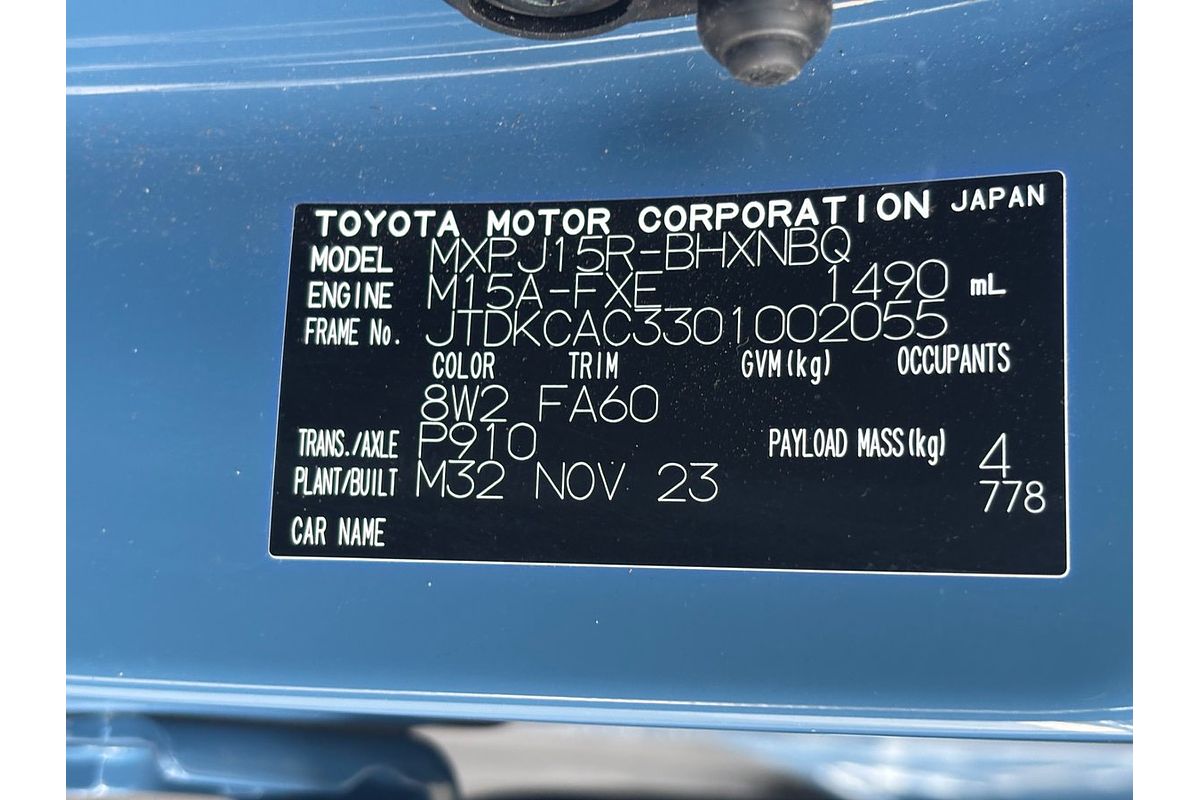 TOYOTA MOTOR CORPORATION JAPAN
MODEL MXPJ15R-BHXNBQ
ENGINE M15A-FXE 1490 mL
FRAME No. JTDKCAC3301002055
COLOR TRIM GVM(kg) OCCUPANTS
8W2 FA60
TRANS./AXLE P910 PAYLOAD MASS(kg) 4
PLANT/BUILT M32 NOV 23 778
CAR NAME